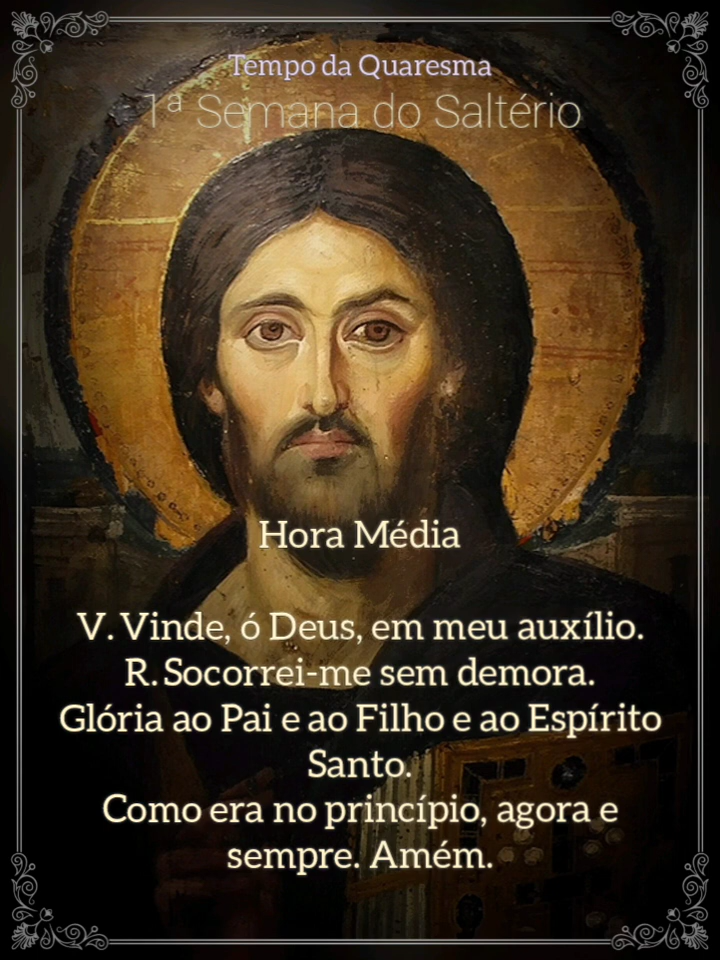 Tempo da Quaresma
1ª Semana do Saltério
Hora Média
V. Vinde, ó Deus, em meu auxílio.
R. Socorrei-me sem demora.
Glória ao Pai e ao Filho e ao Espírito
Santo.
Como era no princípio, agora e
sempre. Amém.